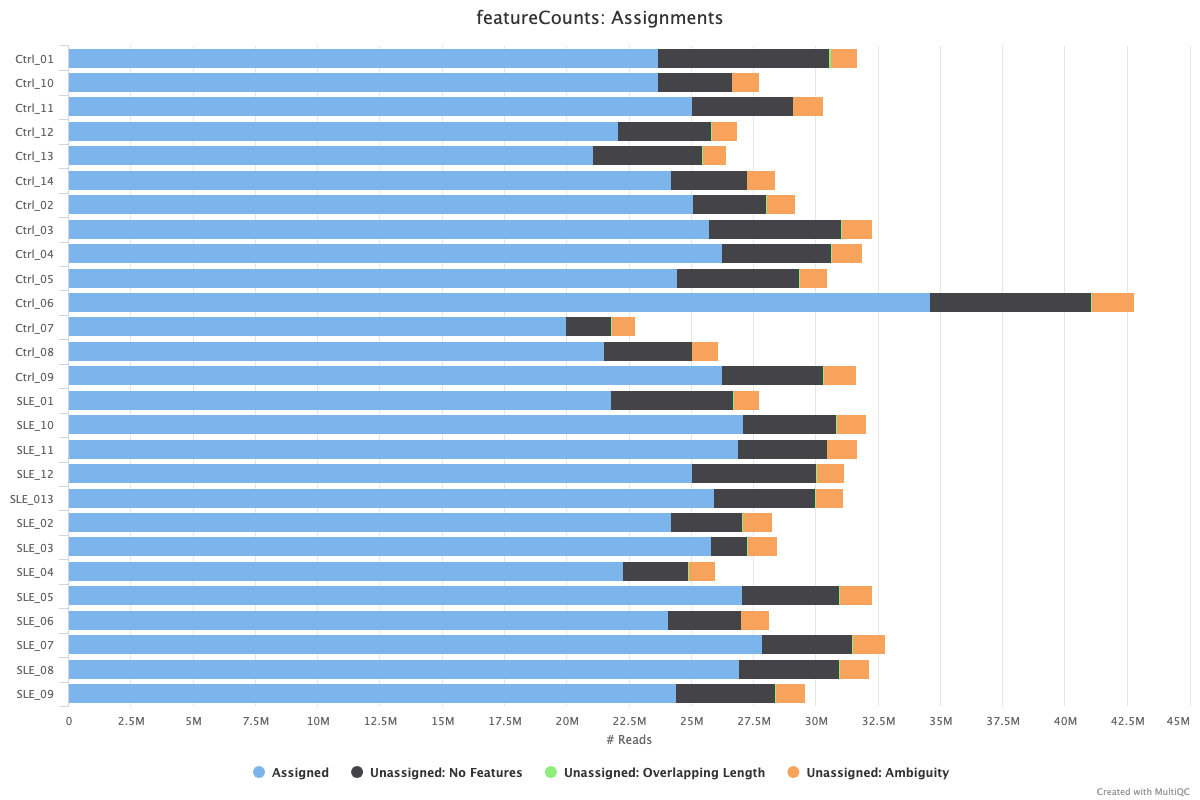 featureCounts: Assignments
Ctrl_01
Ctrl_10
Ctrl_11
Ctrl_12
Ctrl_13
Ctrl_14
Ctrl_02
Ctrl_03
Ctrl_04
Ctrl_05
Ctrl_06
Ctrl_07
Ctrl_08
Ctrl_09
SLE_01
SLE_10
SLE_11
SLE_12
SLE_013
SLE_02
SLE_03
SLE_04
SLE_05
SLE_06
SLE_07
SLE_08
SLE_09
0 2.5M 5M 7.5M 10M 12.5M 15M 17.5M 20M 22.5M 25M 27.5M 30M 32.5M 35M 37.5M 40M 42.5M 45M
# Reads
Assigned Unassigned: No Features Unassigned: Overlapping Length Unassigned: Ambiguity
Created with MultiQC